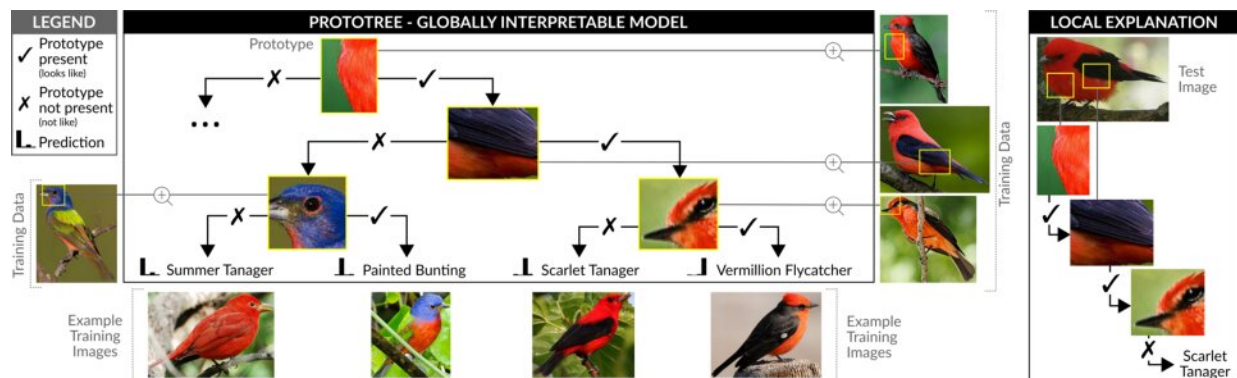 LEGEND
✓ Prototype
present
(looks like)
✗ Prototype
not present
(not like)
Prediction
PROTOTREE - GLOBALLY INTERPRETABLE MODEL
Prototype
✗
✓
...
✗
✓
✗
✓
✗
✓
Summer Tanager
Painted Bunting
Scarlet Tanager
Vermillion Flycatcher
Training Data
Training Data
Example
Training
Images
Example
Training
Images
LOCAL EXPLANATION
Test
Image
✓
✓
✗
Scarlet
Tanager